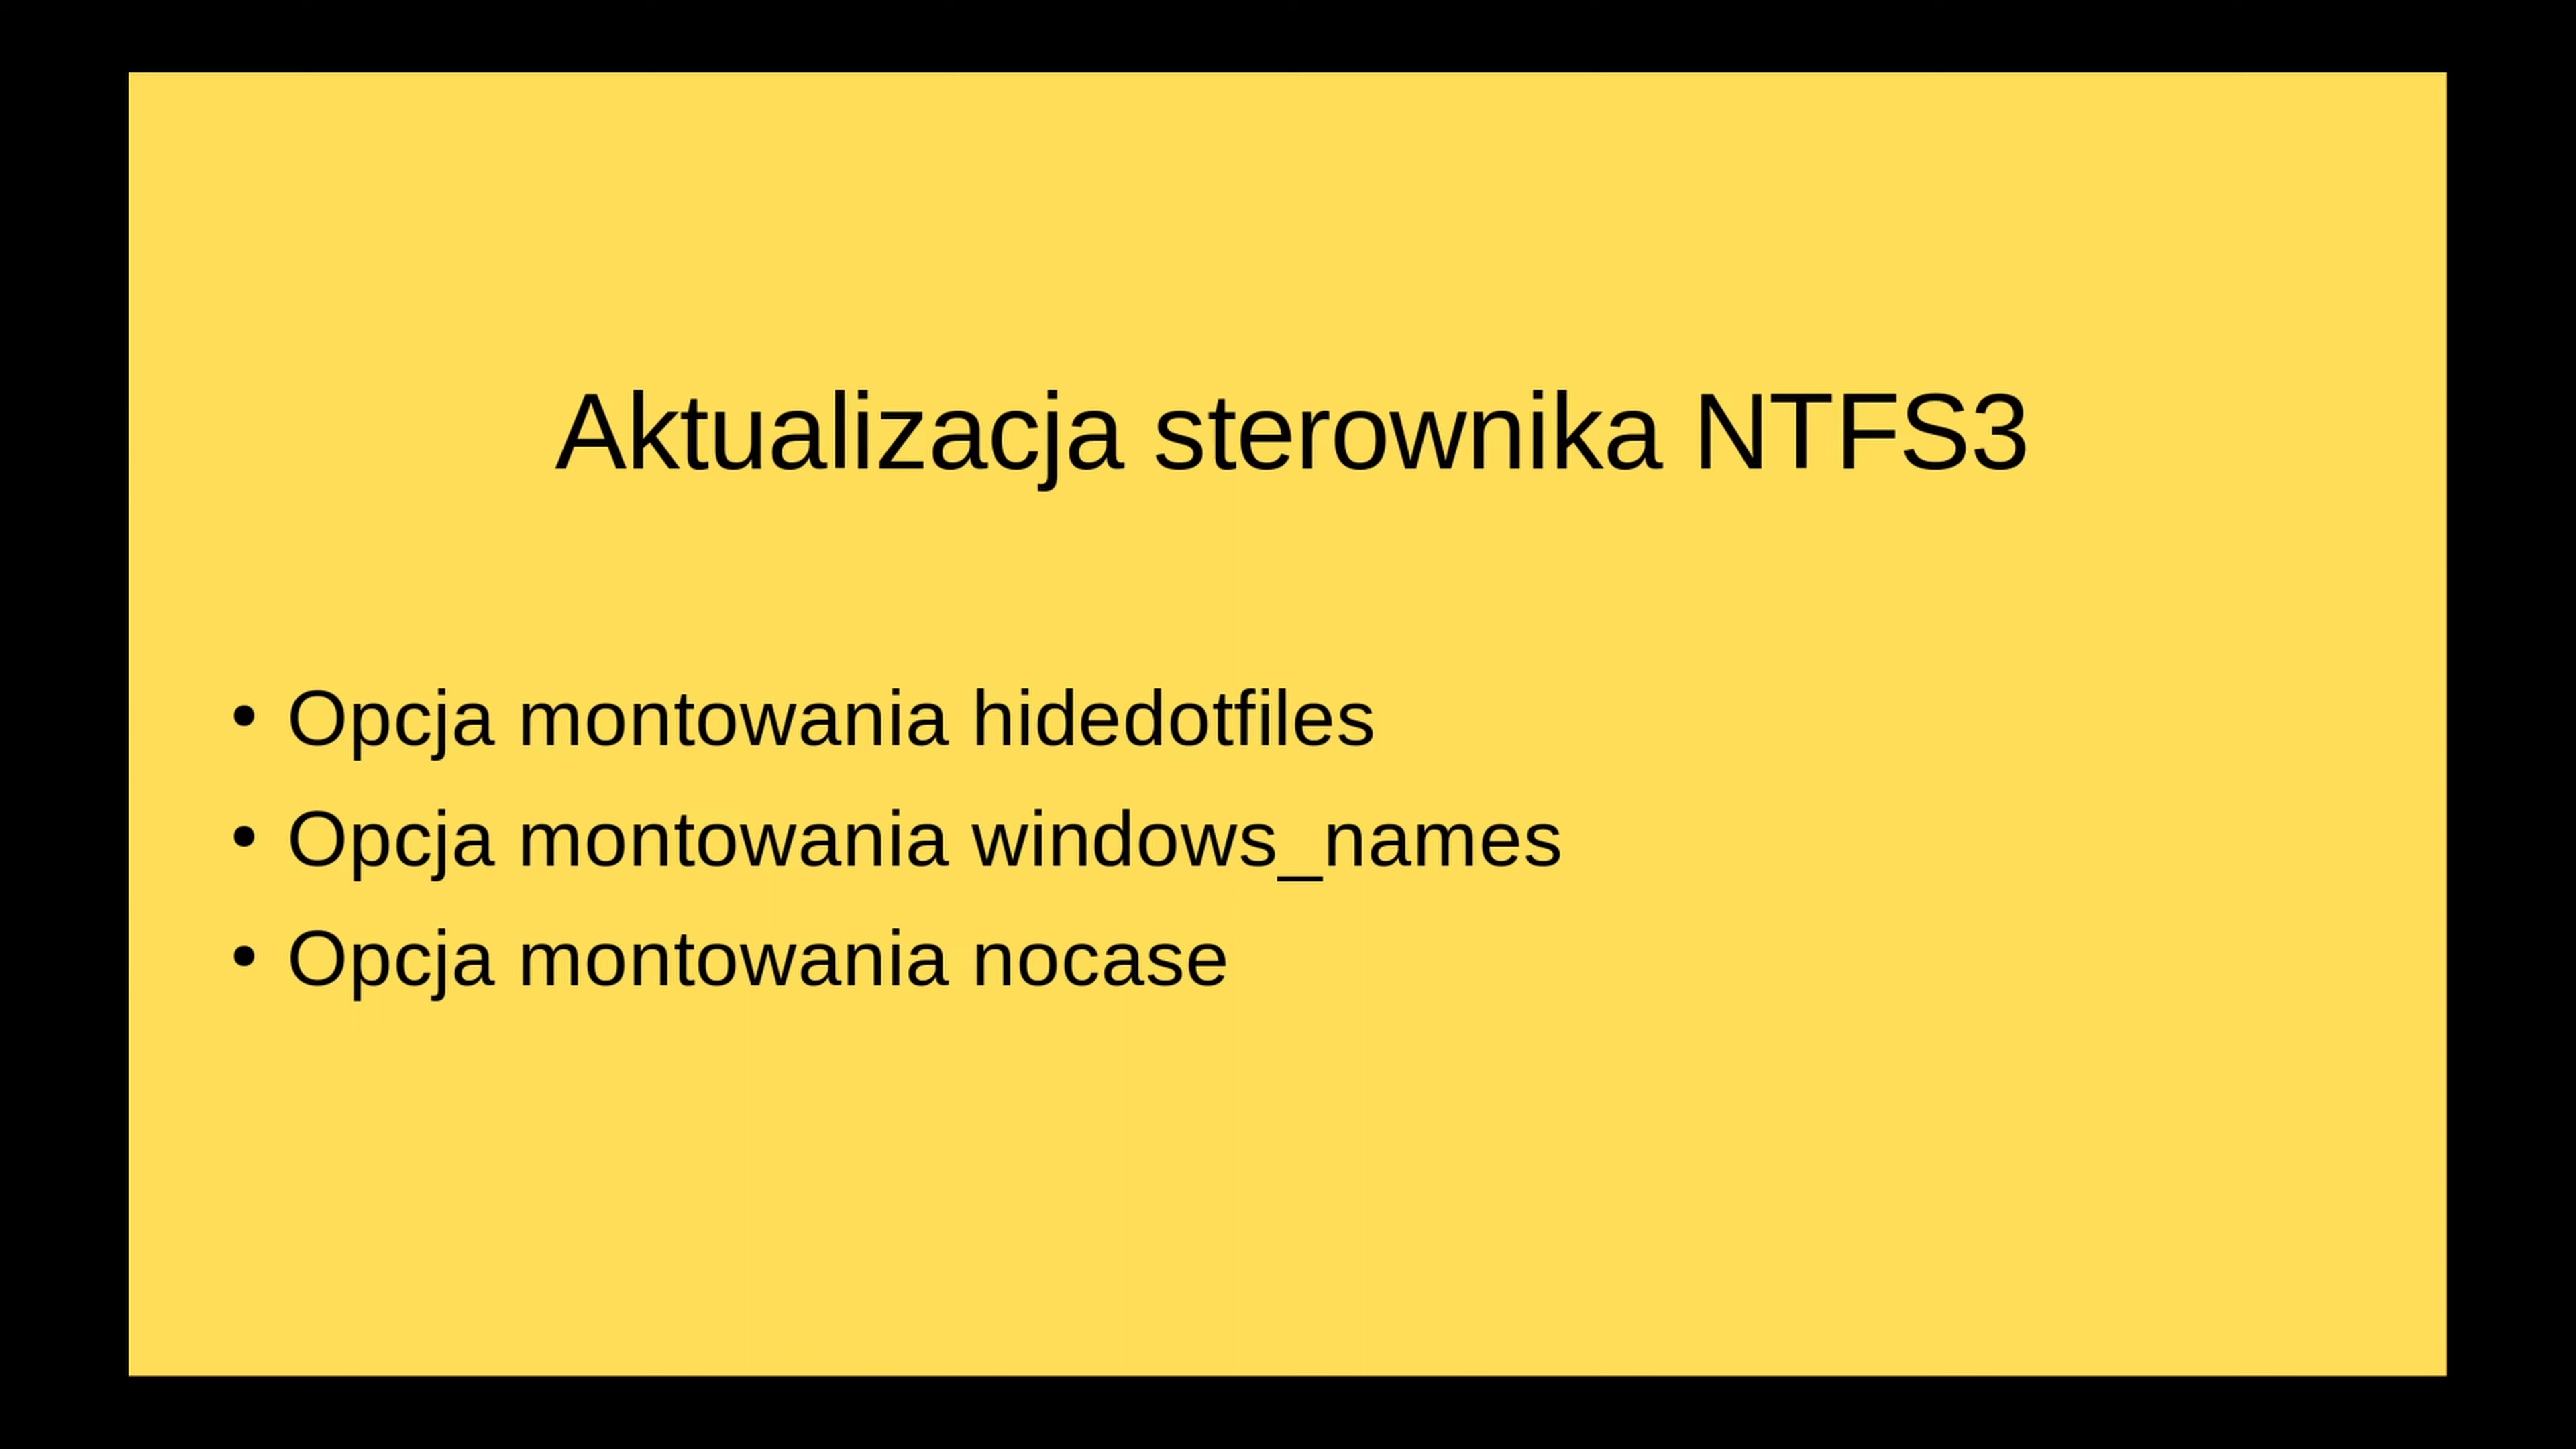 Aktualizacja sterownika NTFS3
• Opcja montowania hidedotfiles
• Opcja montowania windows_names
• Opcja montowania nocase